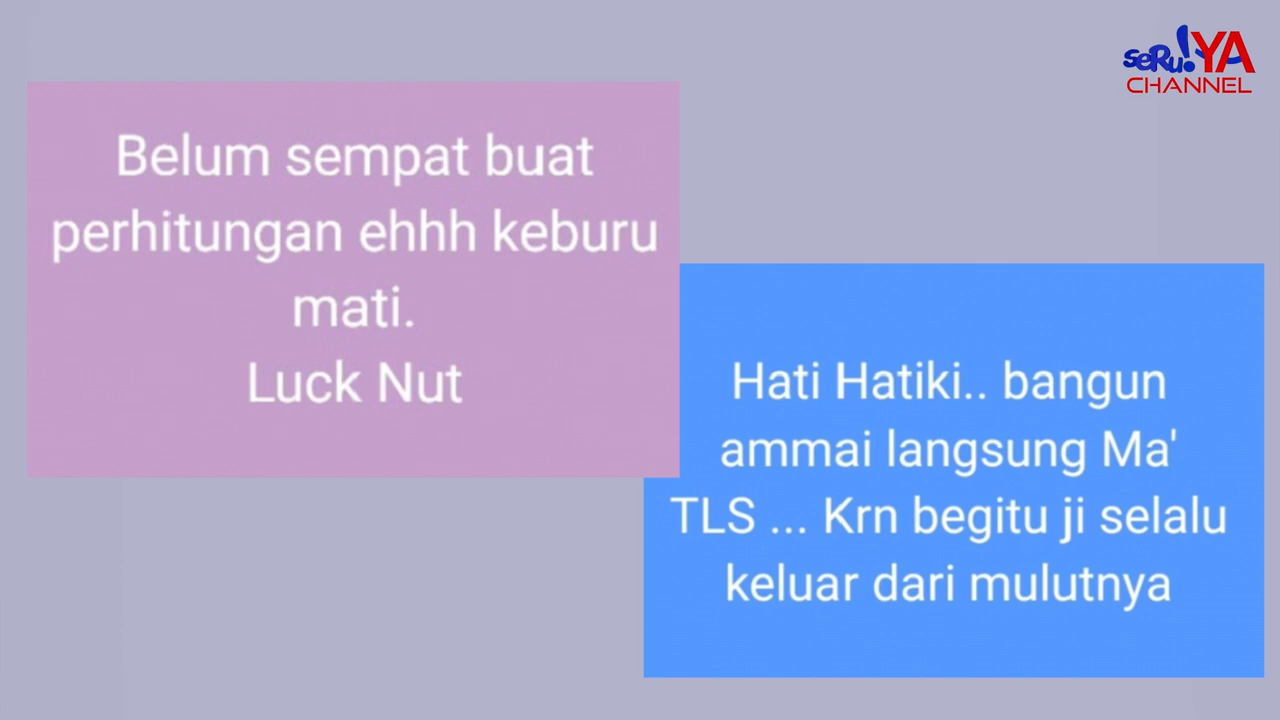 seRu!YA
CHANNEL
Belum sempat buat
perhitungan ehhh keburu
mati.
Luck Nut
Hati Hatiki.. bangun
ammai langsung Ma'
TLS ... Krn begitu ji selalu
keluar dari mulutnya